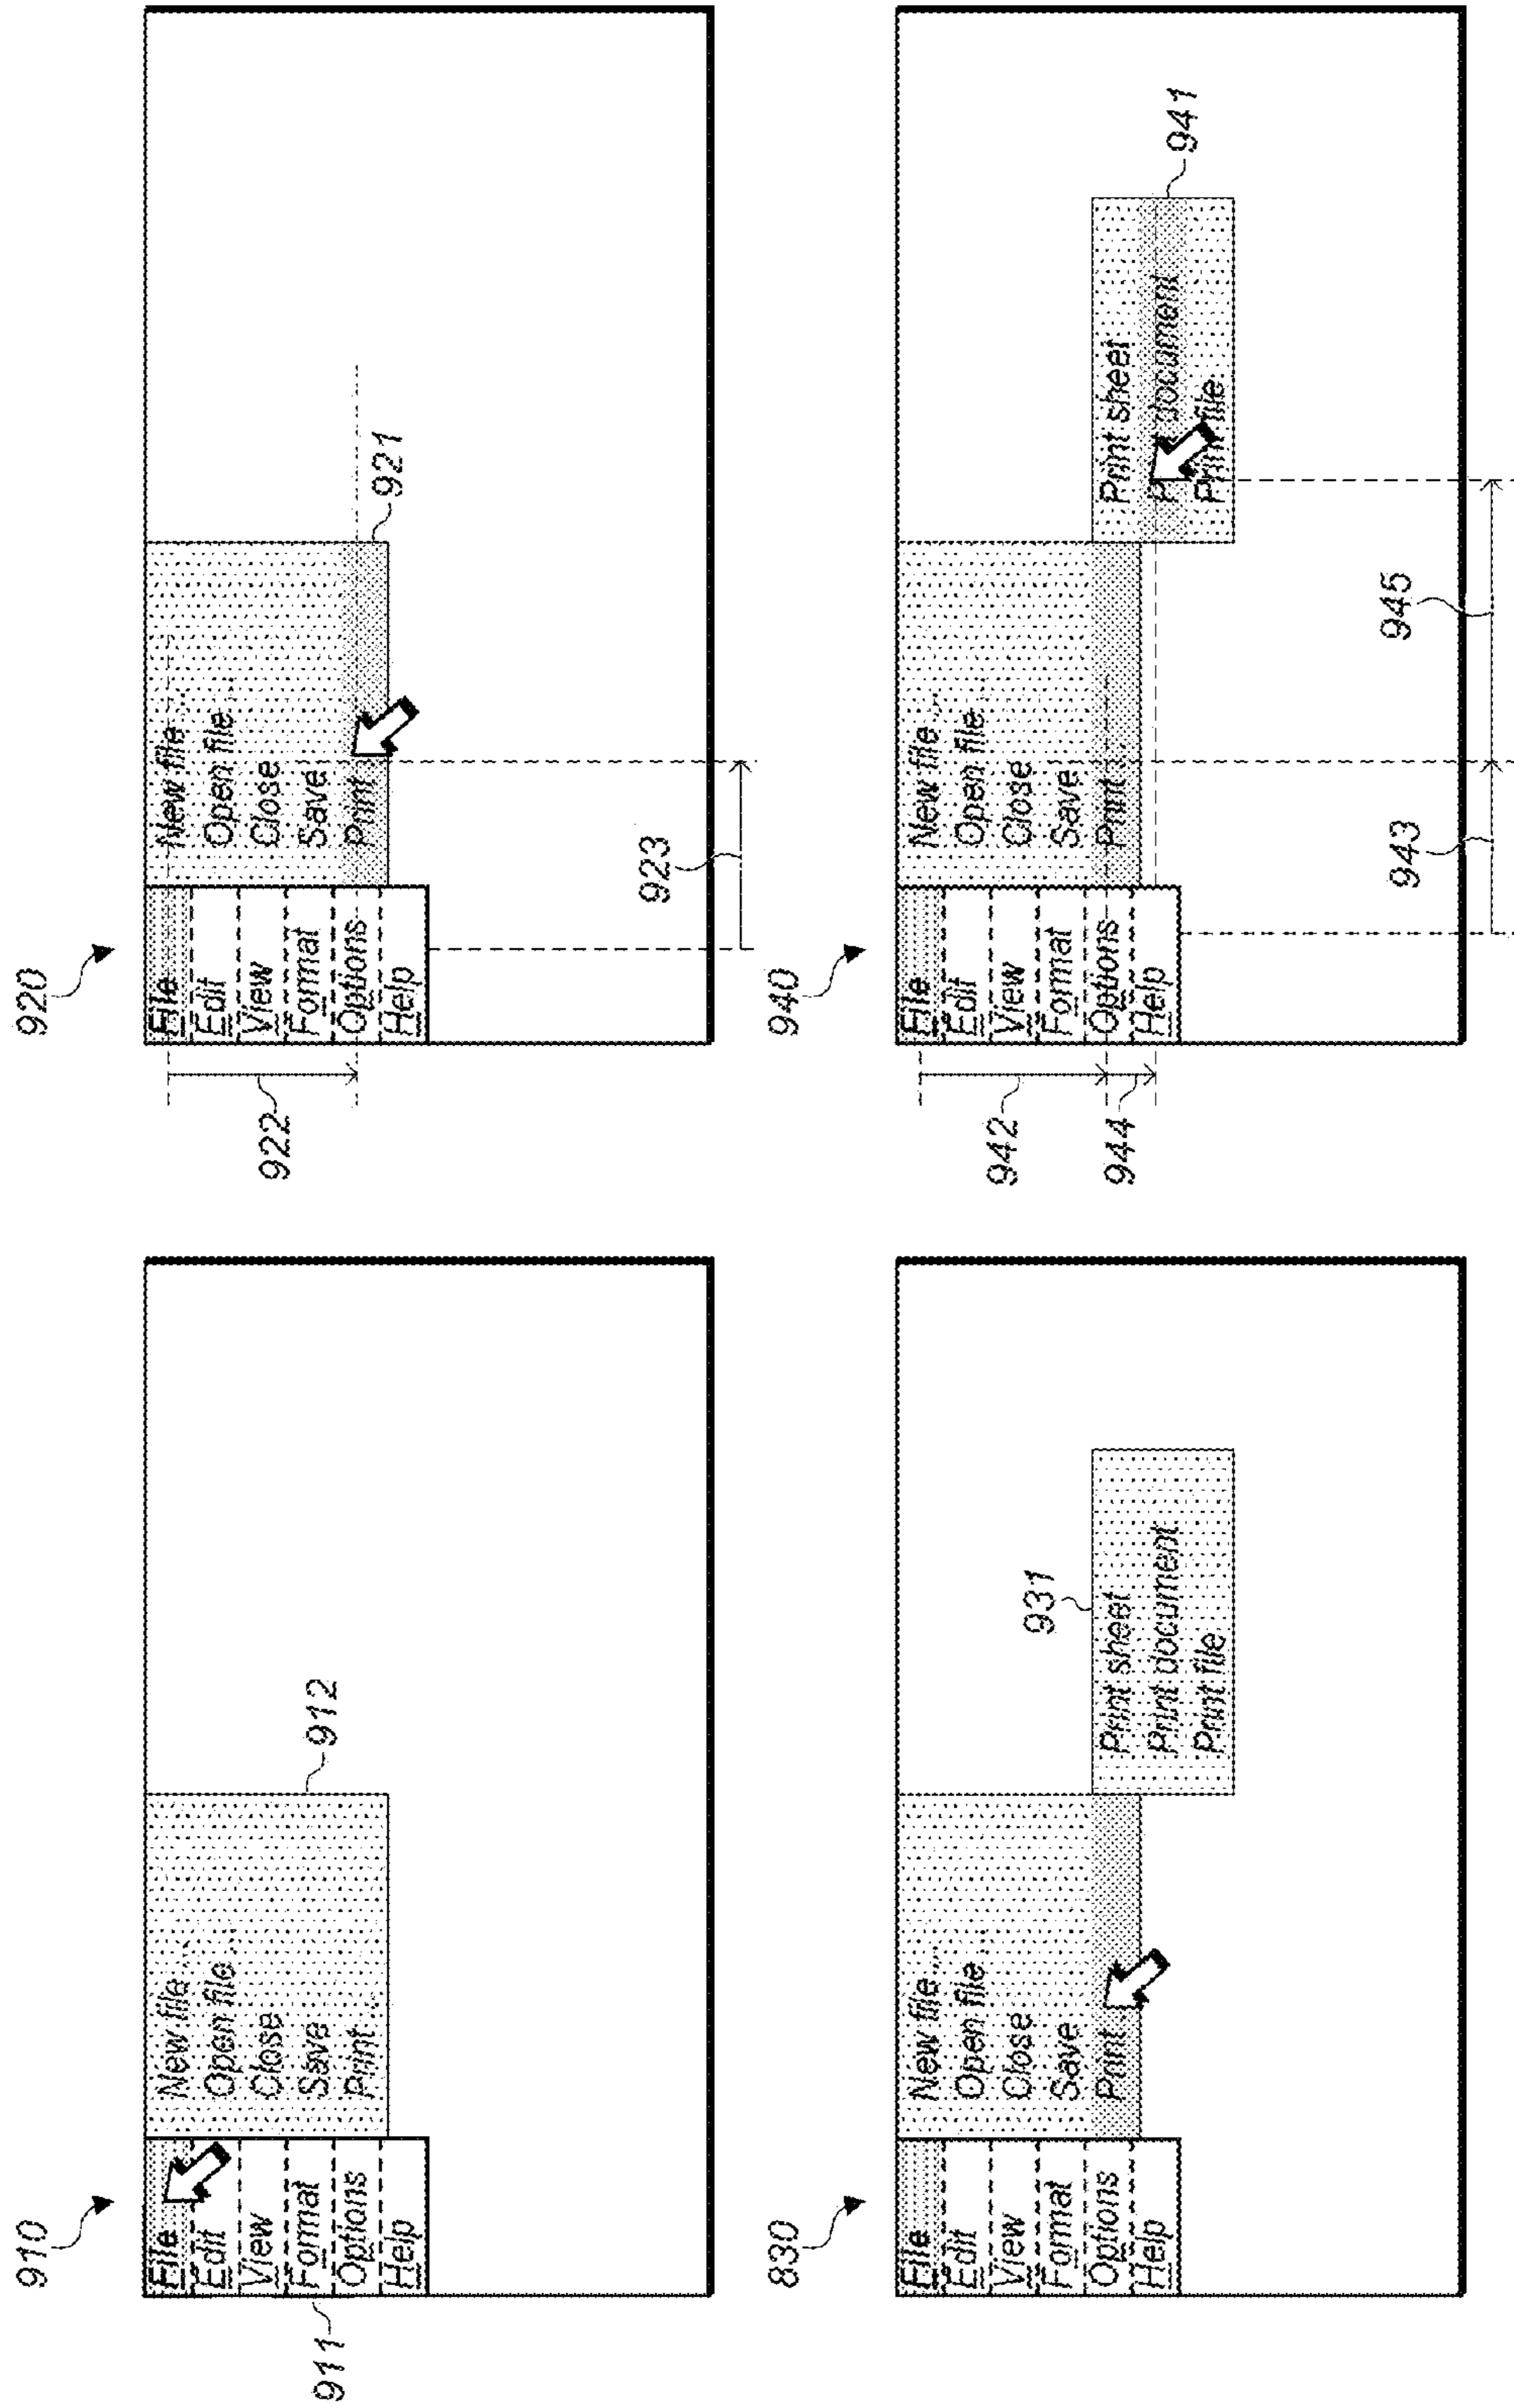 910
911
File
Edit
View
Format
Options
Help
New file ...
Open file...
Close
Save
Print...
912
920
File
Edit
View
Format
Options
Help
New file ...
Open file...
Close
Save
Print
921
922
923
830
File
Edit
View
Format
Options
Help
New file ...
Open file...
Close
Save
Print
Print sheet
Print document
Print file
931
940
File
Edit
View
Format
Options
Help
New file ...
Open file...
Close
Save
Print...
Print sheet
document
Print file
941
942
944
943
945